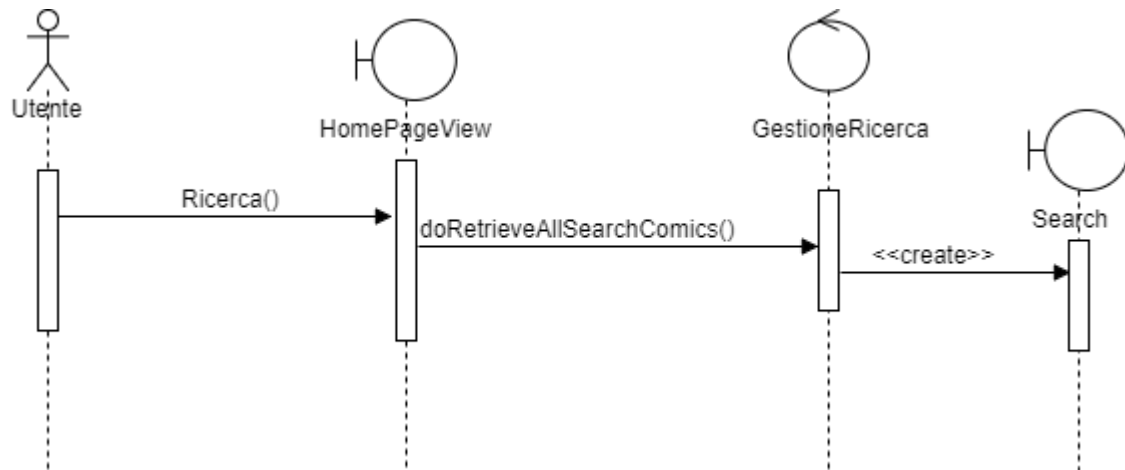 Utente
HomePageView
GestioneRicerca
Search
Ricerca()
doRetrieveAllSearchComics()
<<create>>